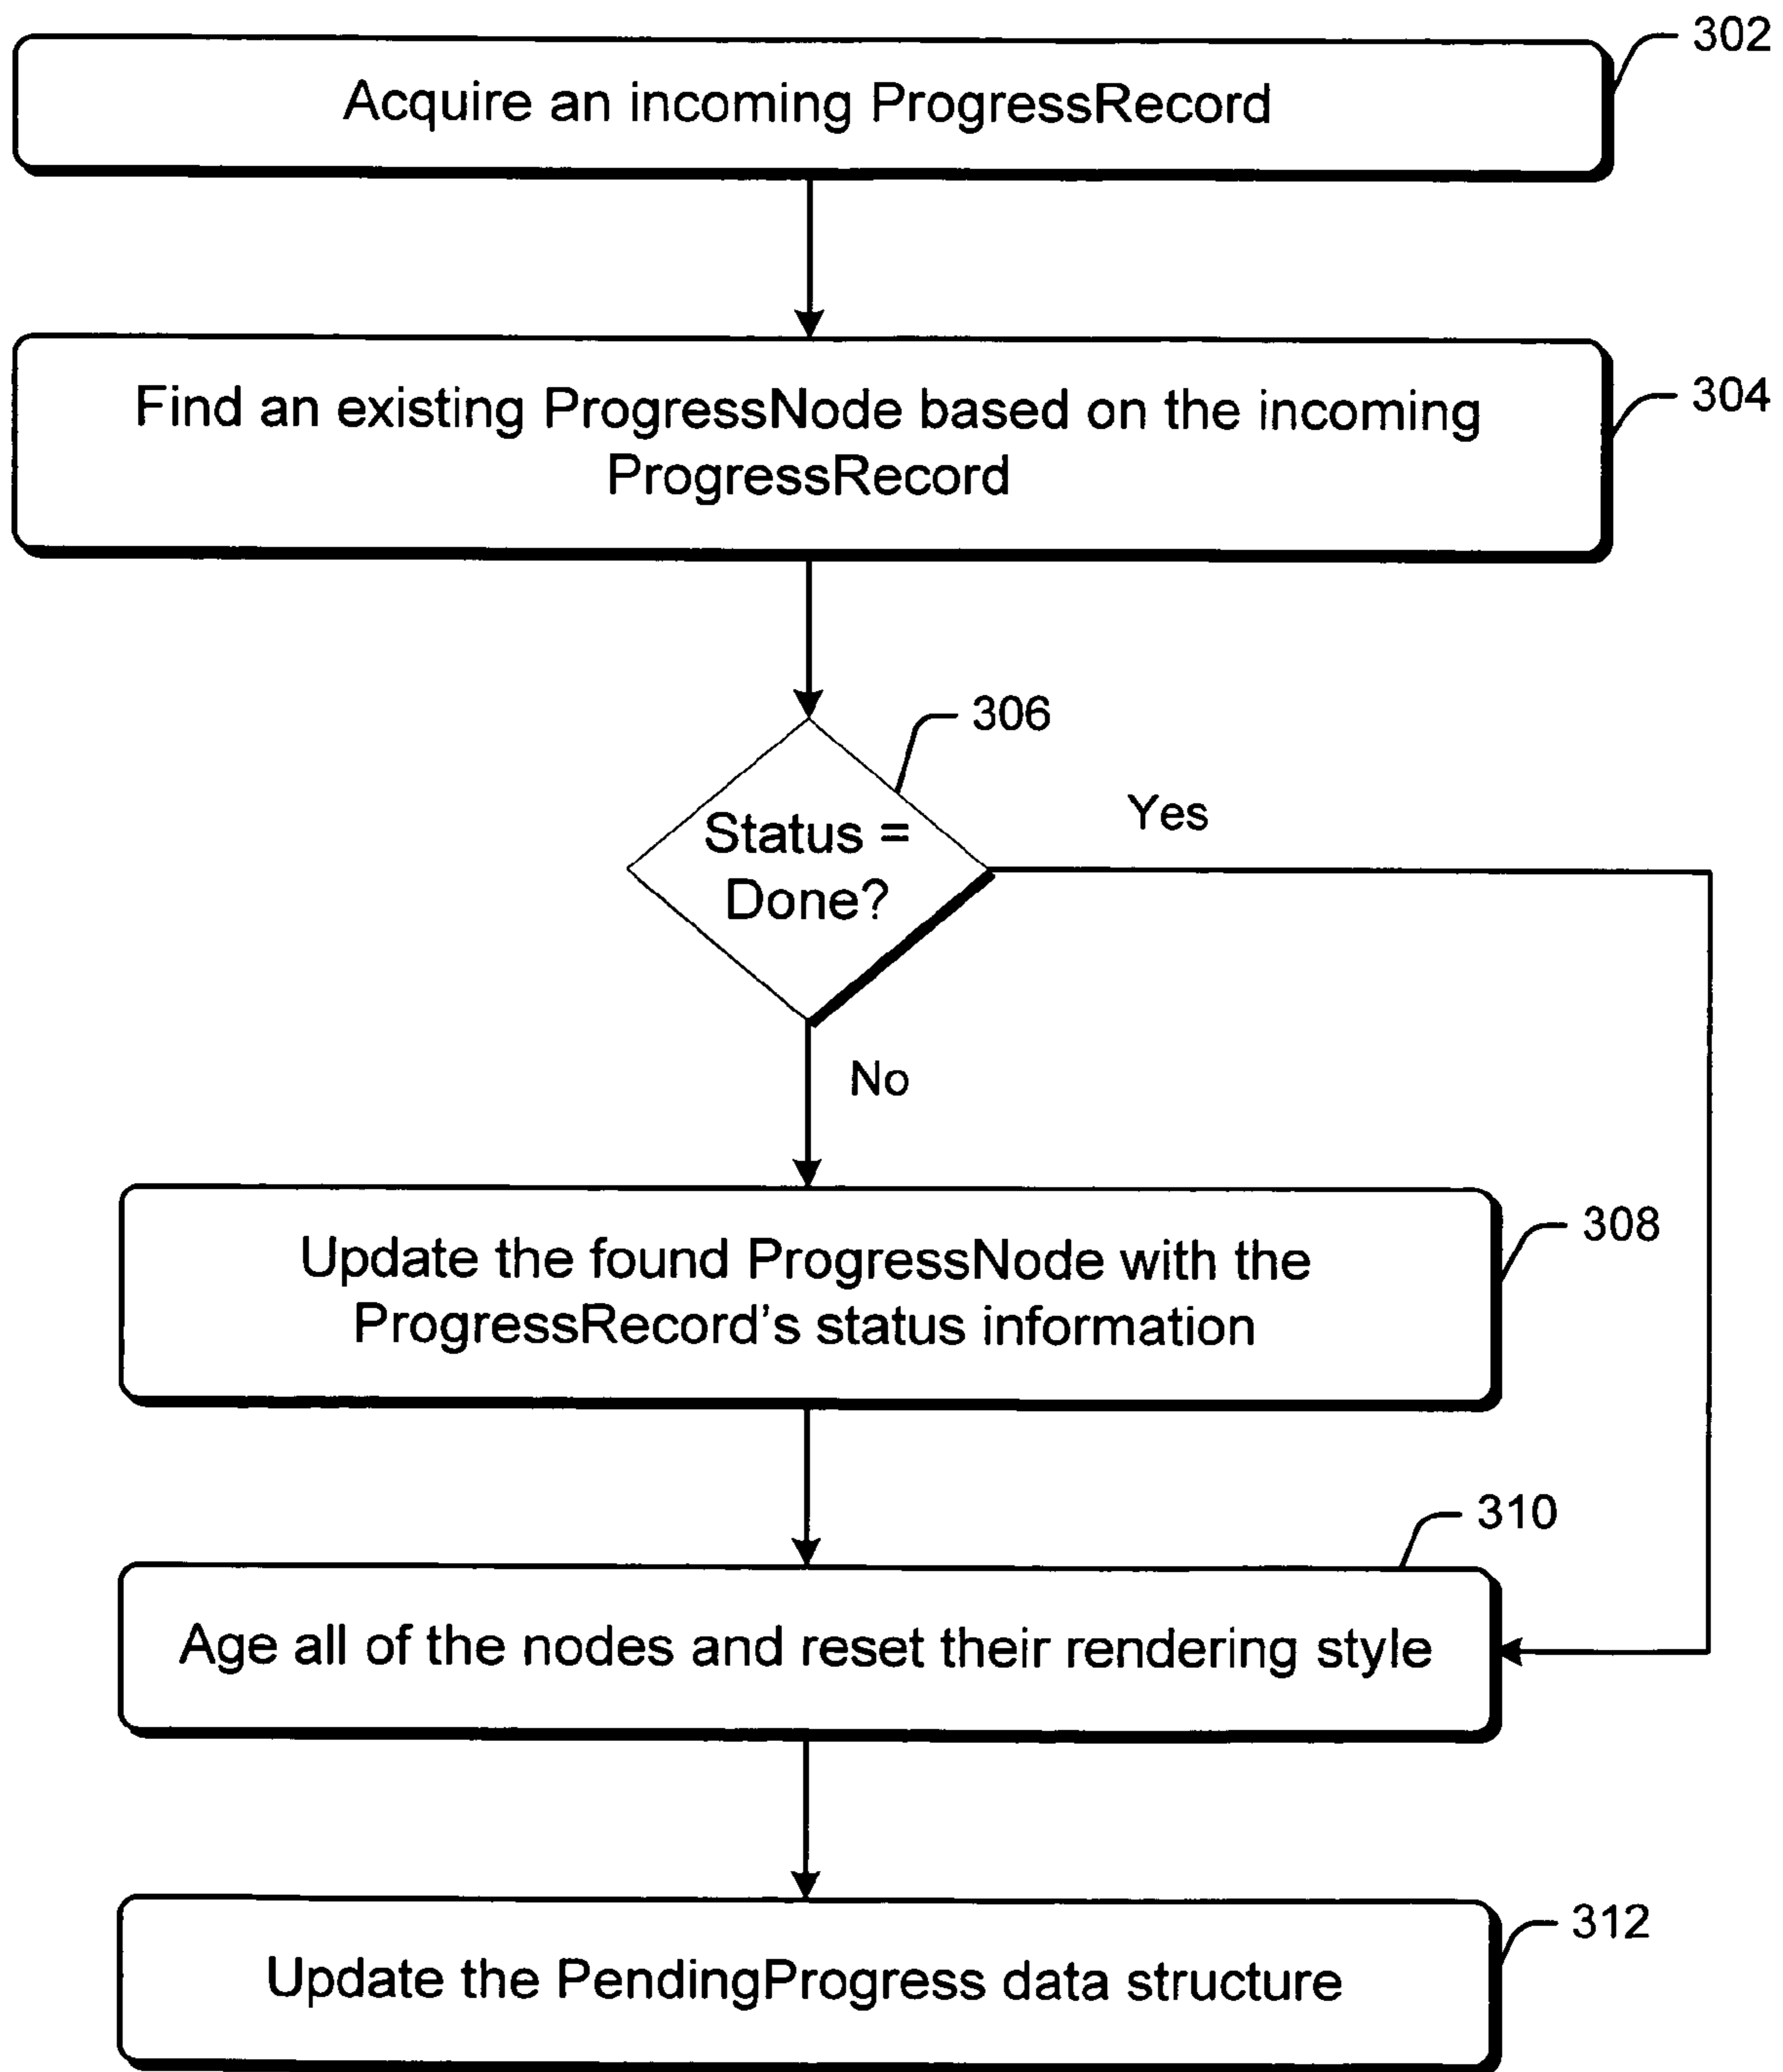 302
Acquire an incoming ProgressRecord
304
Find an existing ProgressNode based on the incoming
ProgressRecord
306
Status =
Done?
Yes
No
308
Update the found ProgressNode with the
ProgressRecord's status information
310
Age all of the nodes and reset their rendering style
312
Update the PendingProgress data structure